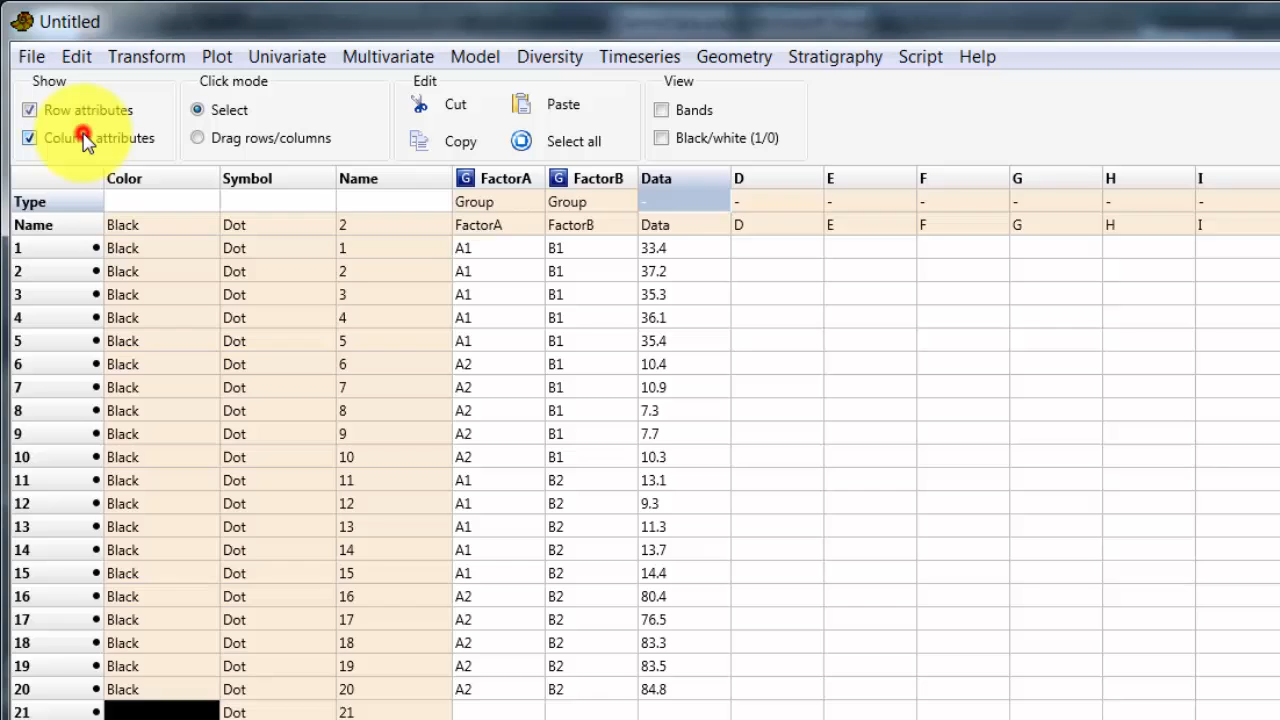 Untitled
File Edit Transform Plot Univariate Multivariate Model Diversity Timeseries Geometry Stratigraphy Script Help
Show Click mode Edit View
Row attributes Select Cut Paste Bands
Column attributes Drag rows/columns Copy Select all Black/white (1/0)
Color Symbol Name G FactorA G FactorB Data D E F G H I
Type Group Group - - - - - - -
Name Black Dot 2 FactorA FactorB Data D E F G H I
1 Black Dot 1 A1 B1 33.4
2 Black Dot 2 A1 B1 37.2
3 Black Dot 3 A1 B1 35.3
4 Black Dot 4 A1 B1 36.1
5 Black Dot 5 A1 B1 35.4
6 Black Dot 6 A2 B1 10.4
7 Black Dot 7 A2 B1 10.9
8 Black Dot 8 A2 B1 7.3
9 Black Dot 9 A2 B1 7.7
10 Black Dot 10 A2 B1 10.3
11 Black Dot 11 A1 B2 13.1
12 Black Dot 12 A1 B2 9.3
13 Black Dot 13 A1 B2 11.3
14 Black Dot 14 A1 B2 13.7
15 Black Dot 15 A1 B2 14.4
16 Black Dot 16 A2 B2 80.4
17 Black Dot 17 A2 B2 76.5
18 Black Dot 18 A2 B2 83.3
19 Black Dot 19 A2 B2 83.5
20 Black Dot 20 A2 B2 84.8
21 Dot 21